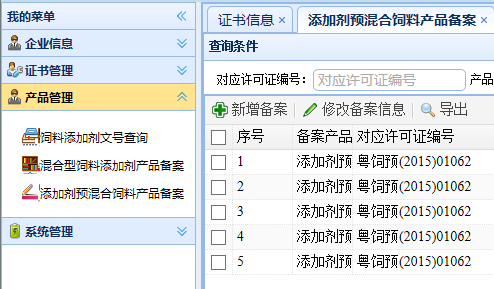 我的菜单
企业信息
证书管理
产品管理
饲料添加剂文号查询
混合型饲料添加剂产品备案
添加剂预混合饲料产品备案
系统管理
证书信息 × 添加剂预混合饲料产品备案 ×
查询条件
对应许可证编号： 对应许可证编号 产品
新增备案 修改备案信息 导出
序号 备案产品 对应许可证编号
1 添加剂预 粤饲预(2015)01062
2 添加剂预 粤饲预(2015)01062
3 添加剂预 粤饲预(2015)01062
4 添加剂预 粤饲预(2015)01062
5 添加剂预 粤饲预(2015)01062